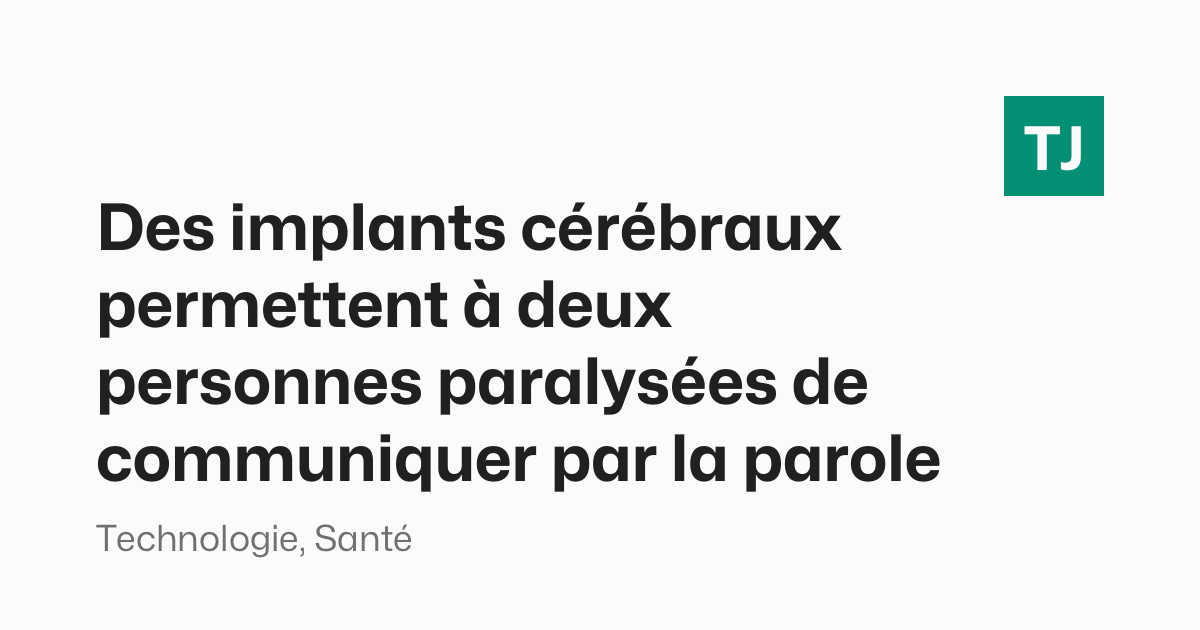 TJ
Des implants cérébraux
permettent à deux
personnes paralysées de
communiquer par la parole
Technologie, Santé